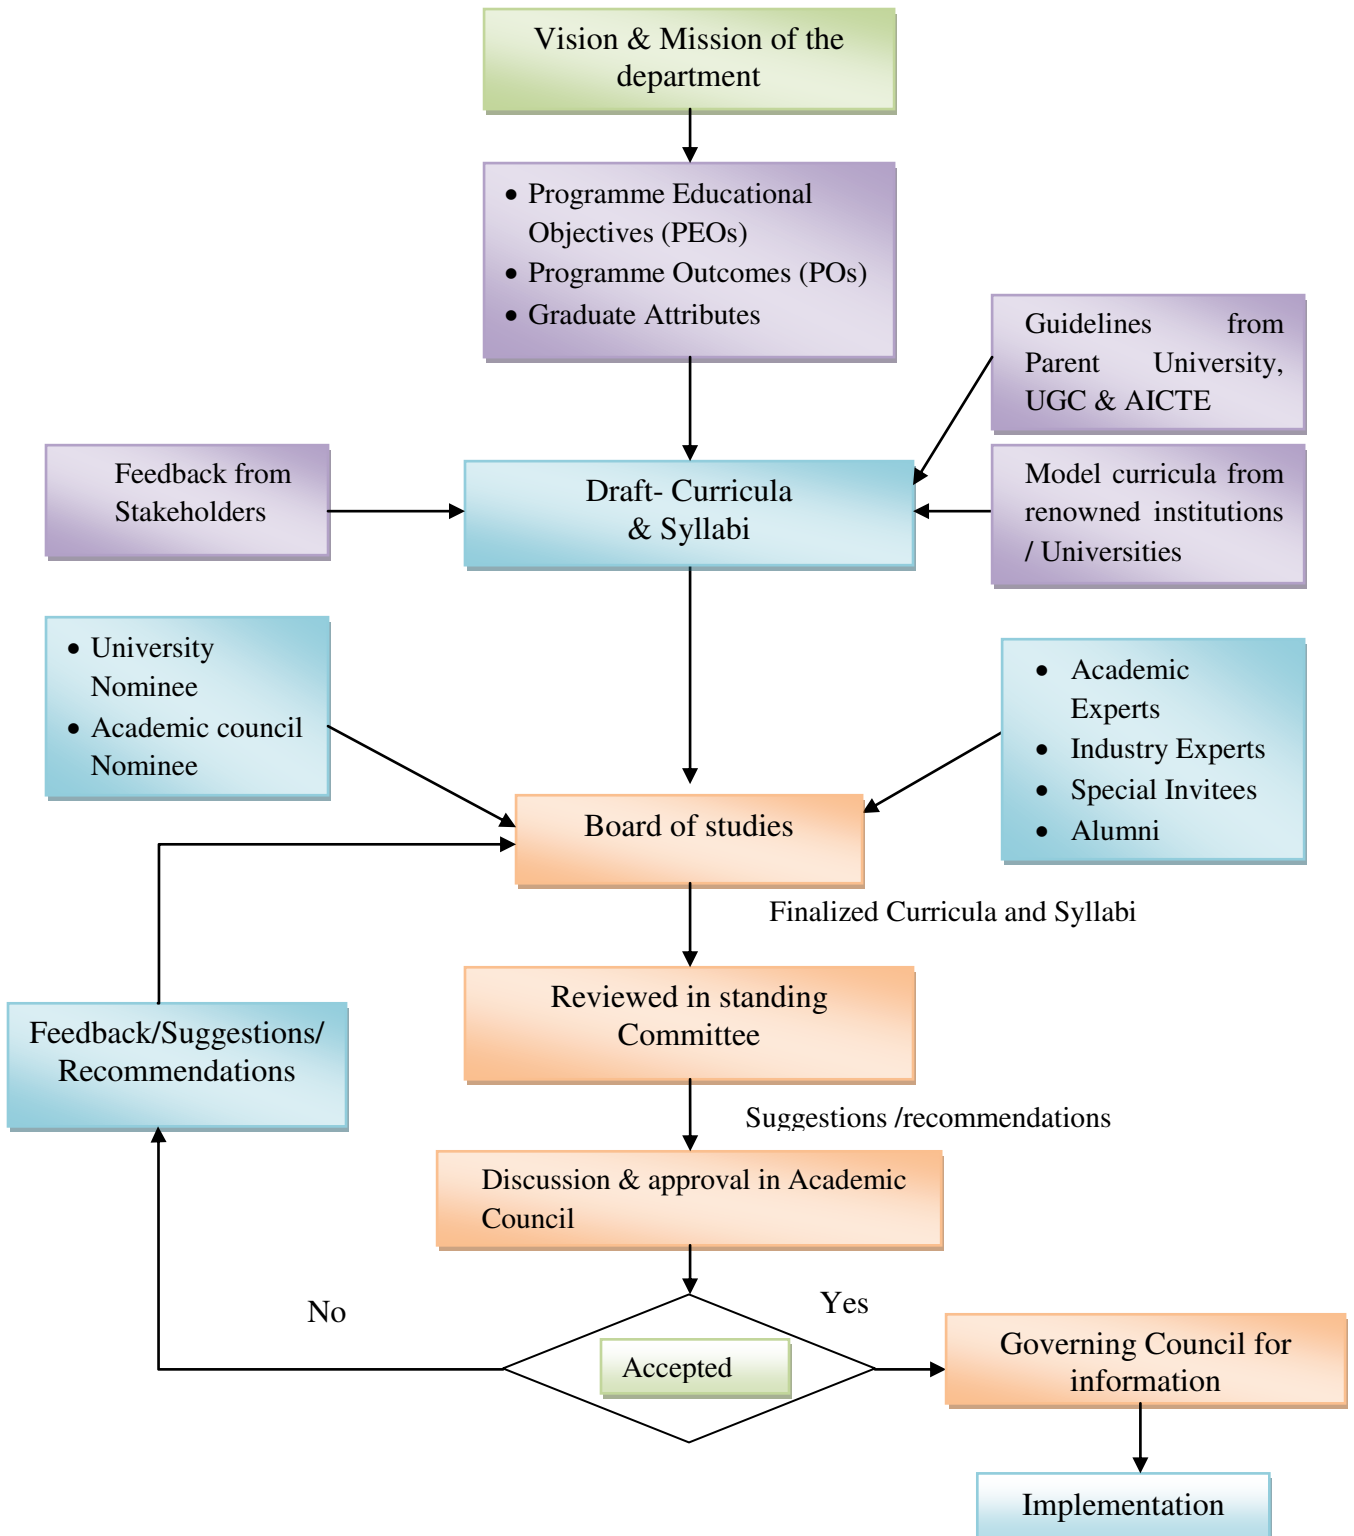 Vision & Mission of the
department
• Programme Educational
Objectives (PEOs)
• Programme Outcomes (POs)
• Graduate Attributes
Guidelines from
Parent University,
UGC & AICTE
Feedback from
Stakeholders
Draft- Curricula
& Syllabi
Model curricula from
renowned institutions
/ Universities
• University
Nominee
• Academic council
Nominee
• Academic
Experts
• Industry Experts
• Special Invitees
• Alumni
Board of studies
Finalized Curricula and Syllabi
Reviewed in standing
Committee
Feedback/Suggestions/
Recommendations
Suggestions /recommendations
Discussion & approval in Academic
Council
No
Yes
Accepted
Governing Council for
information
Implementation